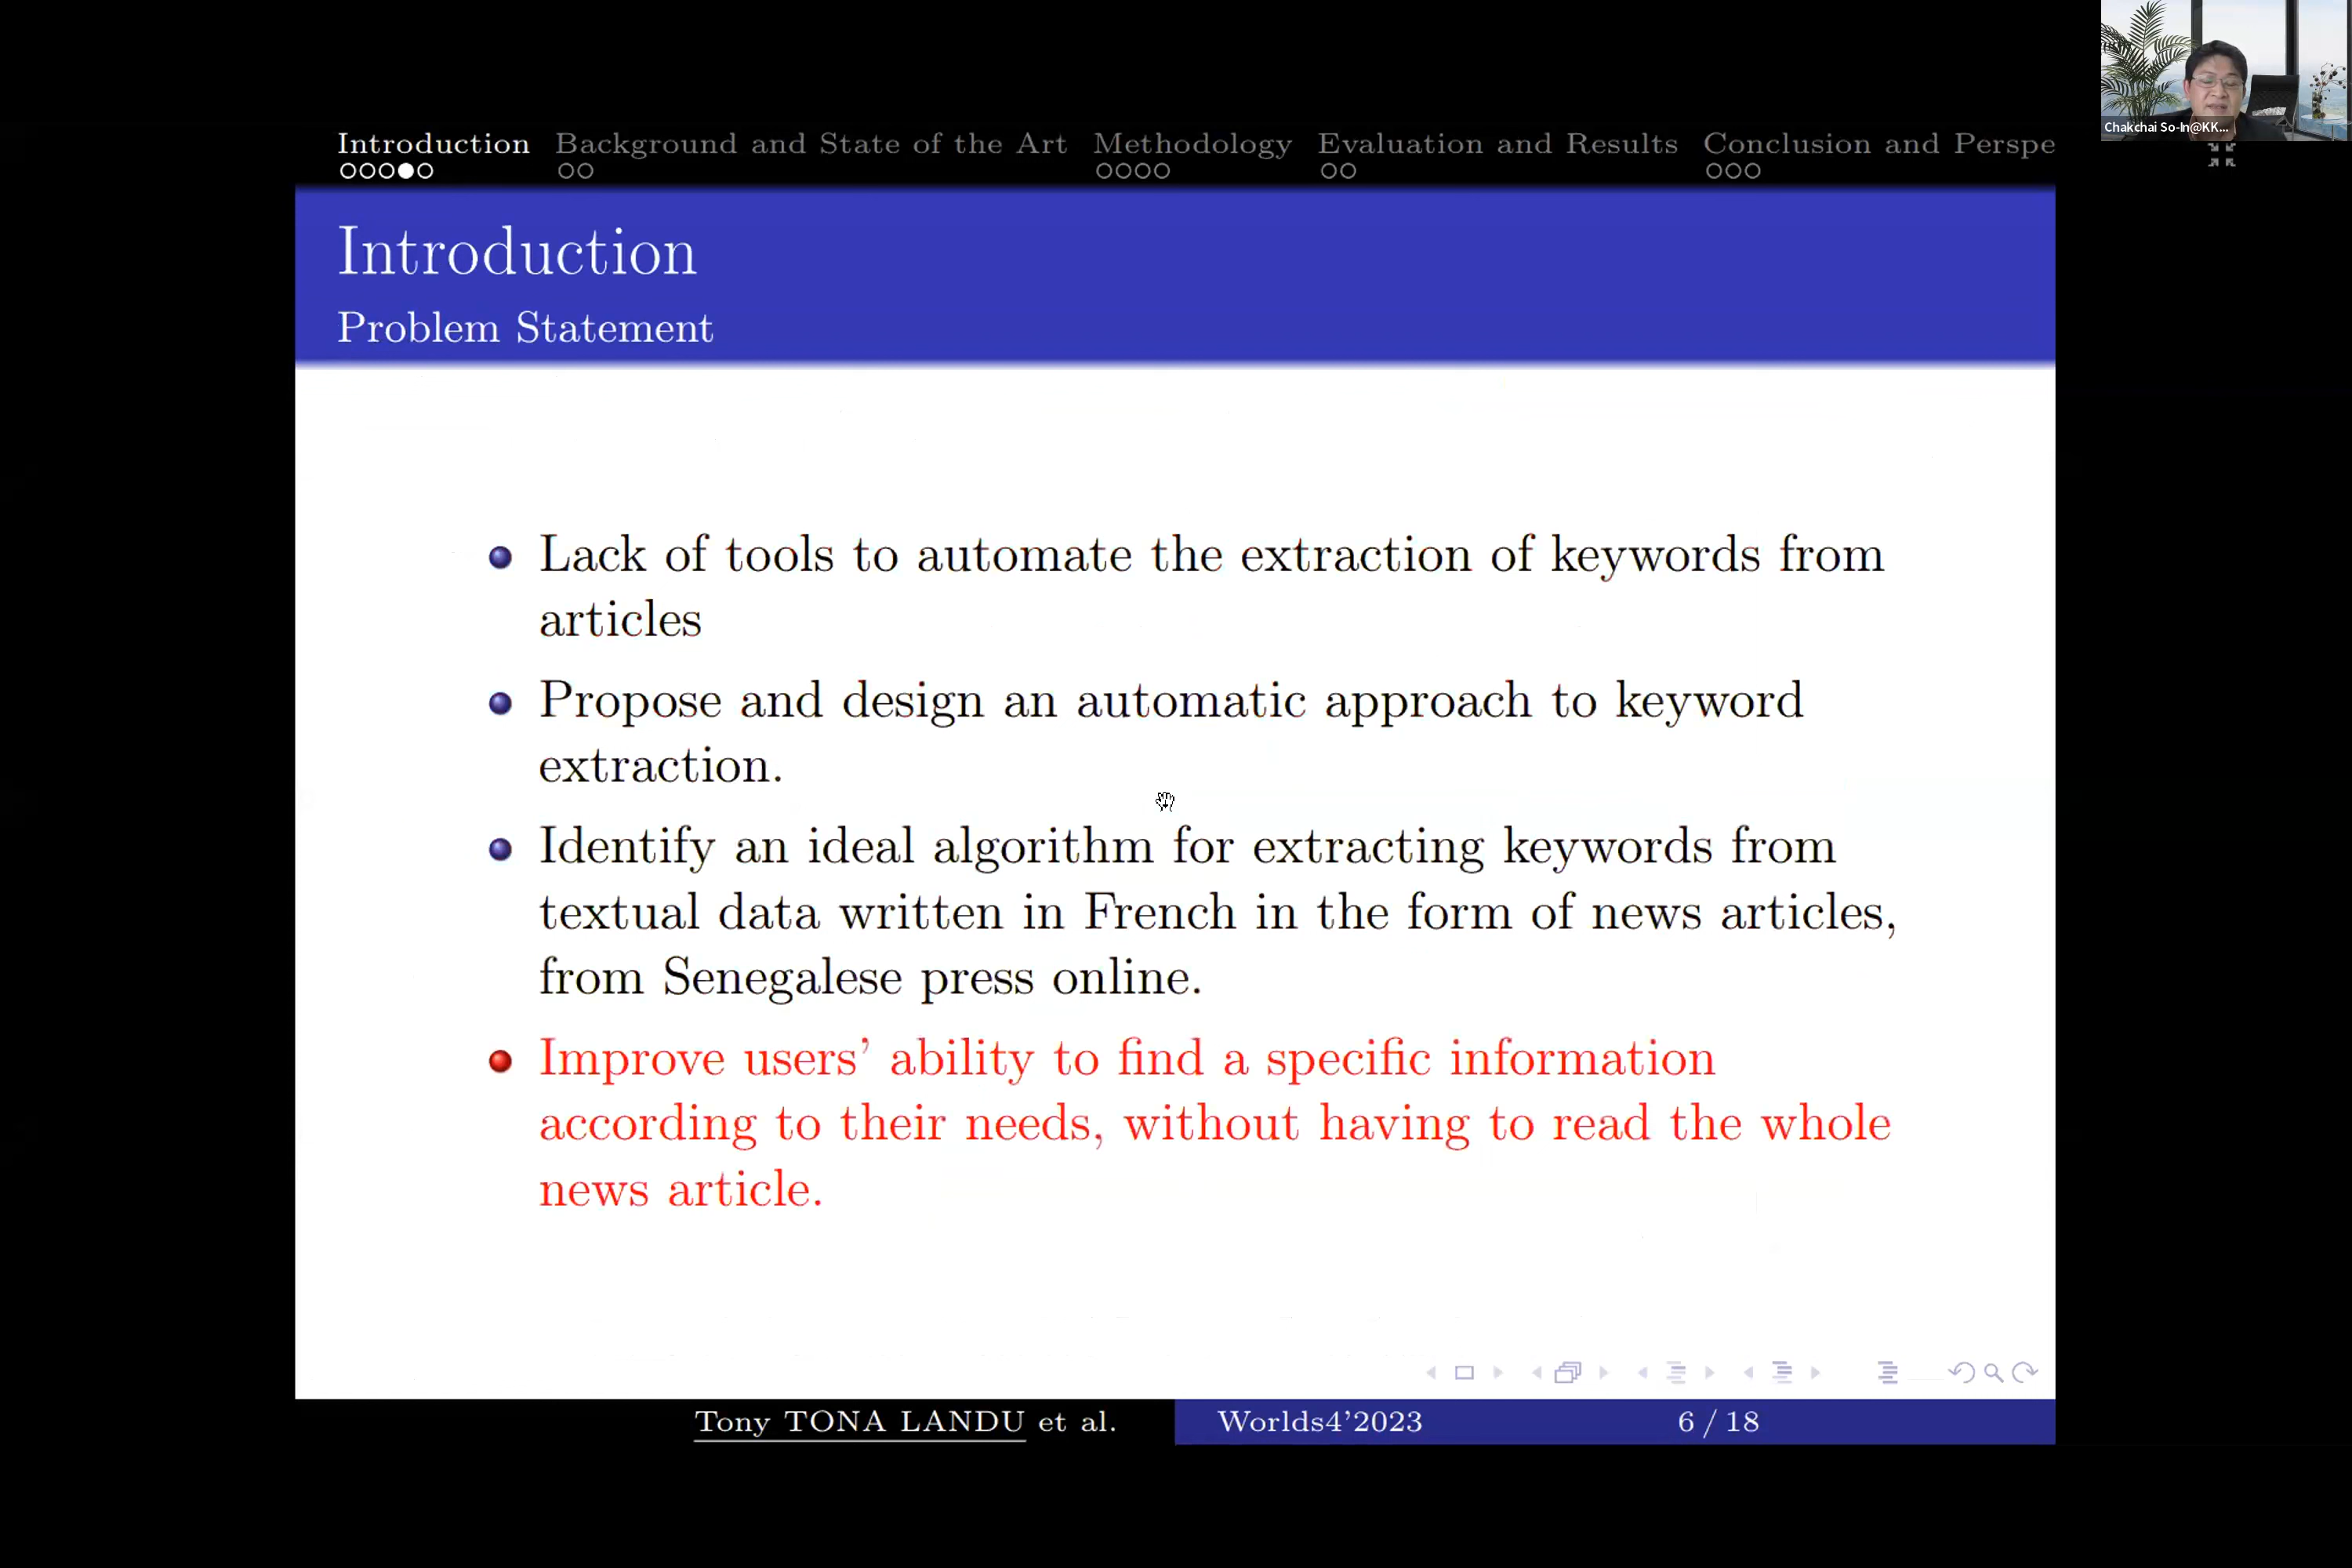 Chakchai So-In@KK...
Introduction Background and State of the Art Methodology Evaluation and Results Conclusion and Perspe
Introduction
Problem Statement
Lack of tools to automate the extraction of keywords from
articles
Propose and design an automatic approach to keyword
extraction.
Identify an ideal algorithm for extracting keywords from
textual data written in French in the form of news articles,
from Senegalese press online.
Improve users’ ability to find a specific information
according to their needs, without having to read the whole
news article.
Tony TONA LANDU et al. Worlds4’2023 6 / 18